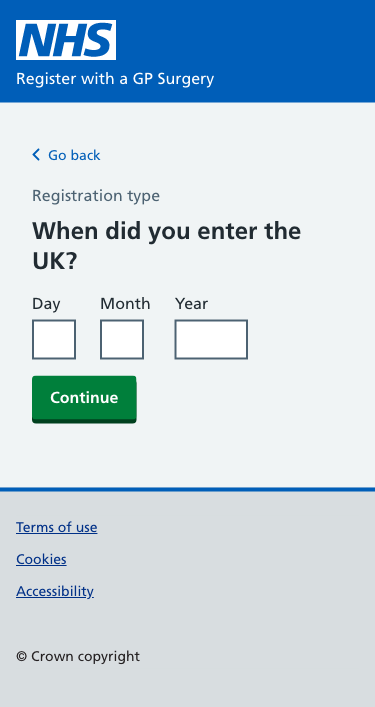 NHS
Register with a GP Surgery
Go back
Registration type
When did you enter the
UK?
Day Month Year
Continue
Terms of use
Cookies
Accessibility
© Crown copyright